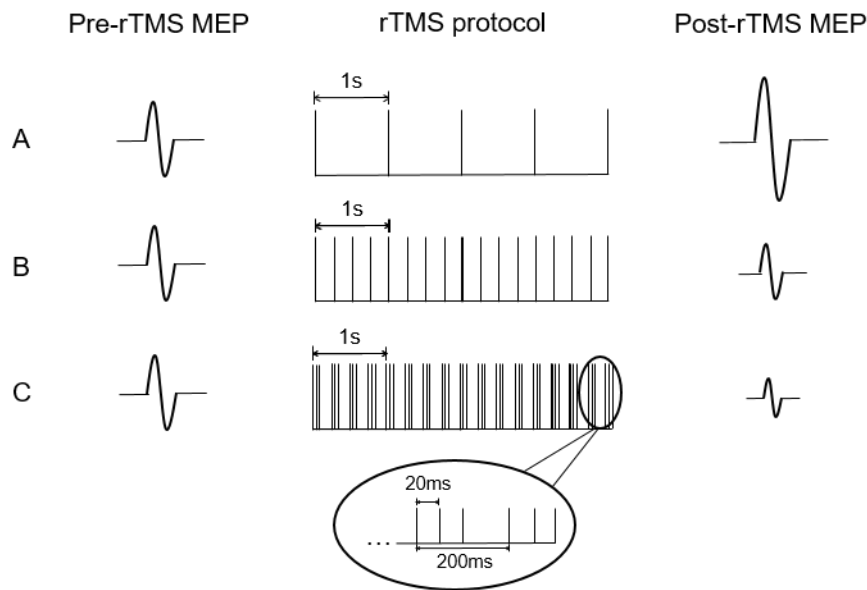 Pre-rTMS MEP rTMS protocol Post-rTMS MEP
1s
A
1s
B
1s
C
20ms
...
200ms